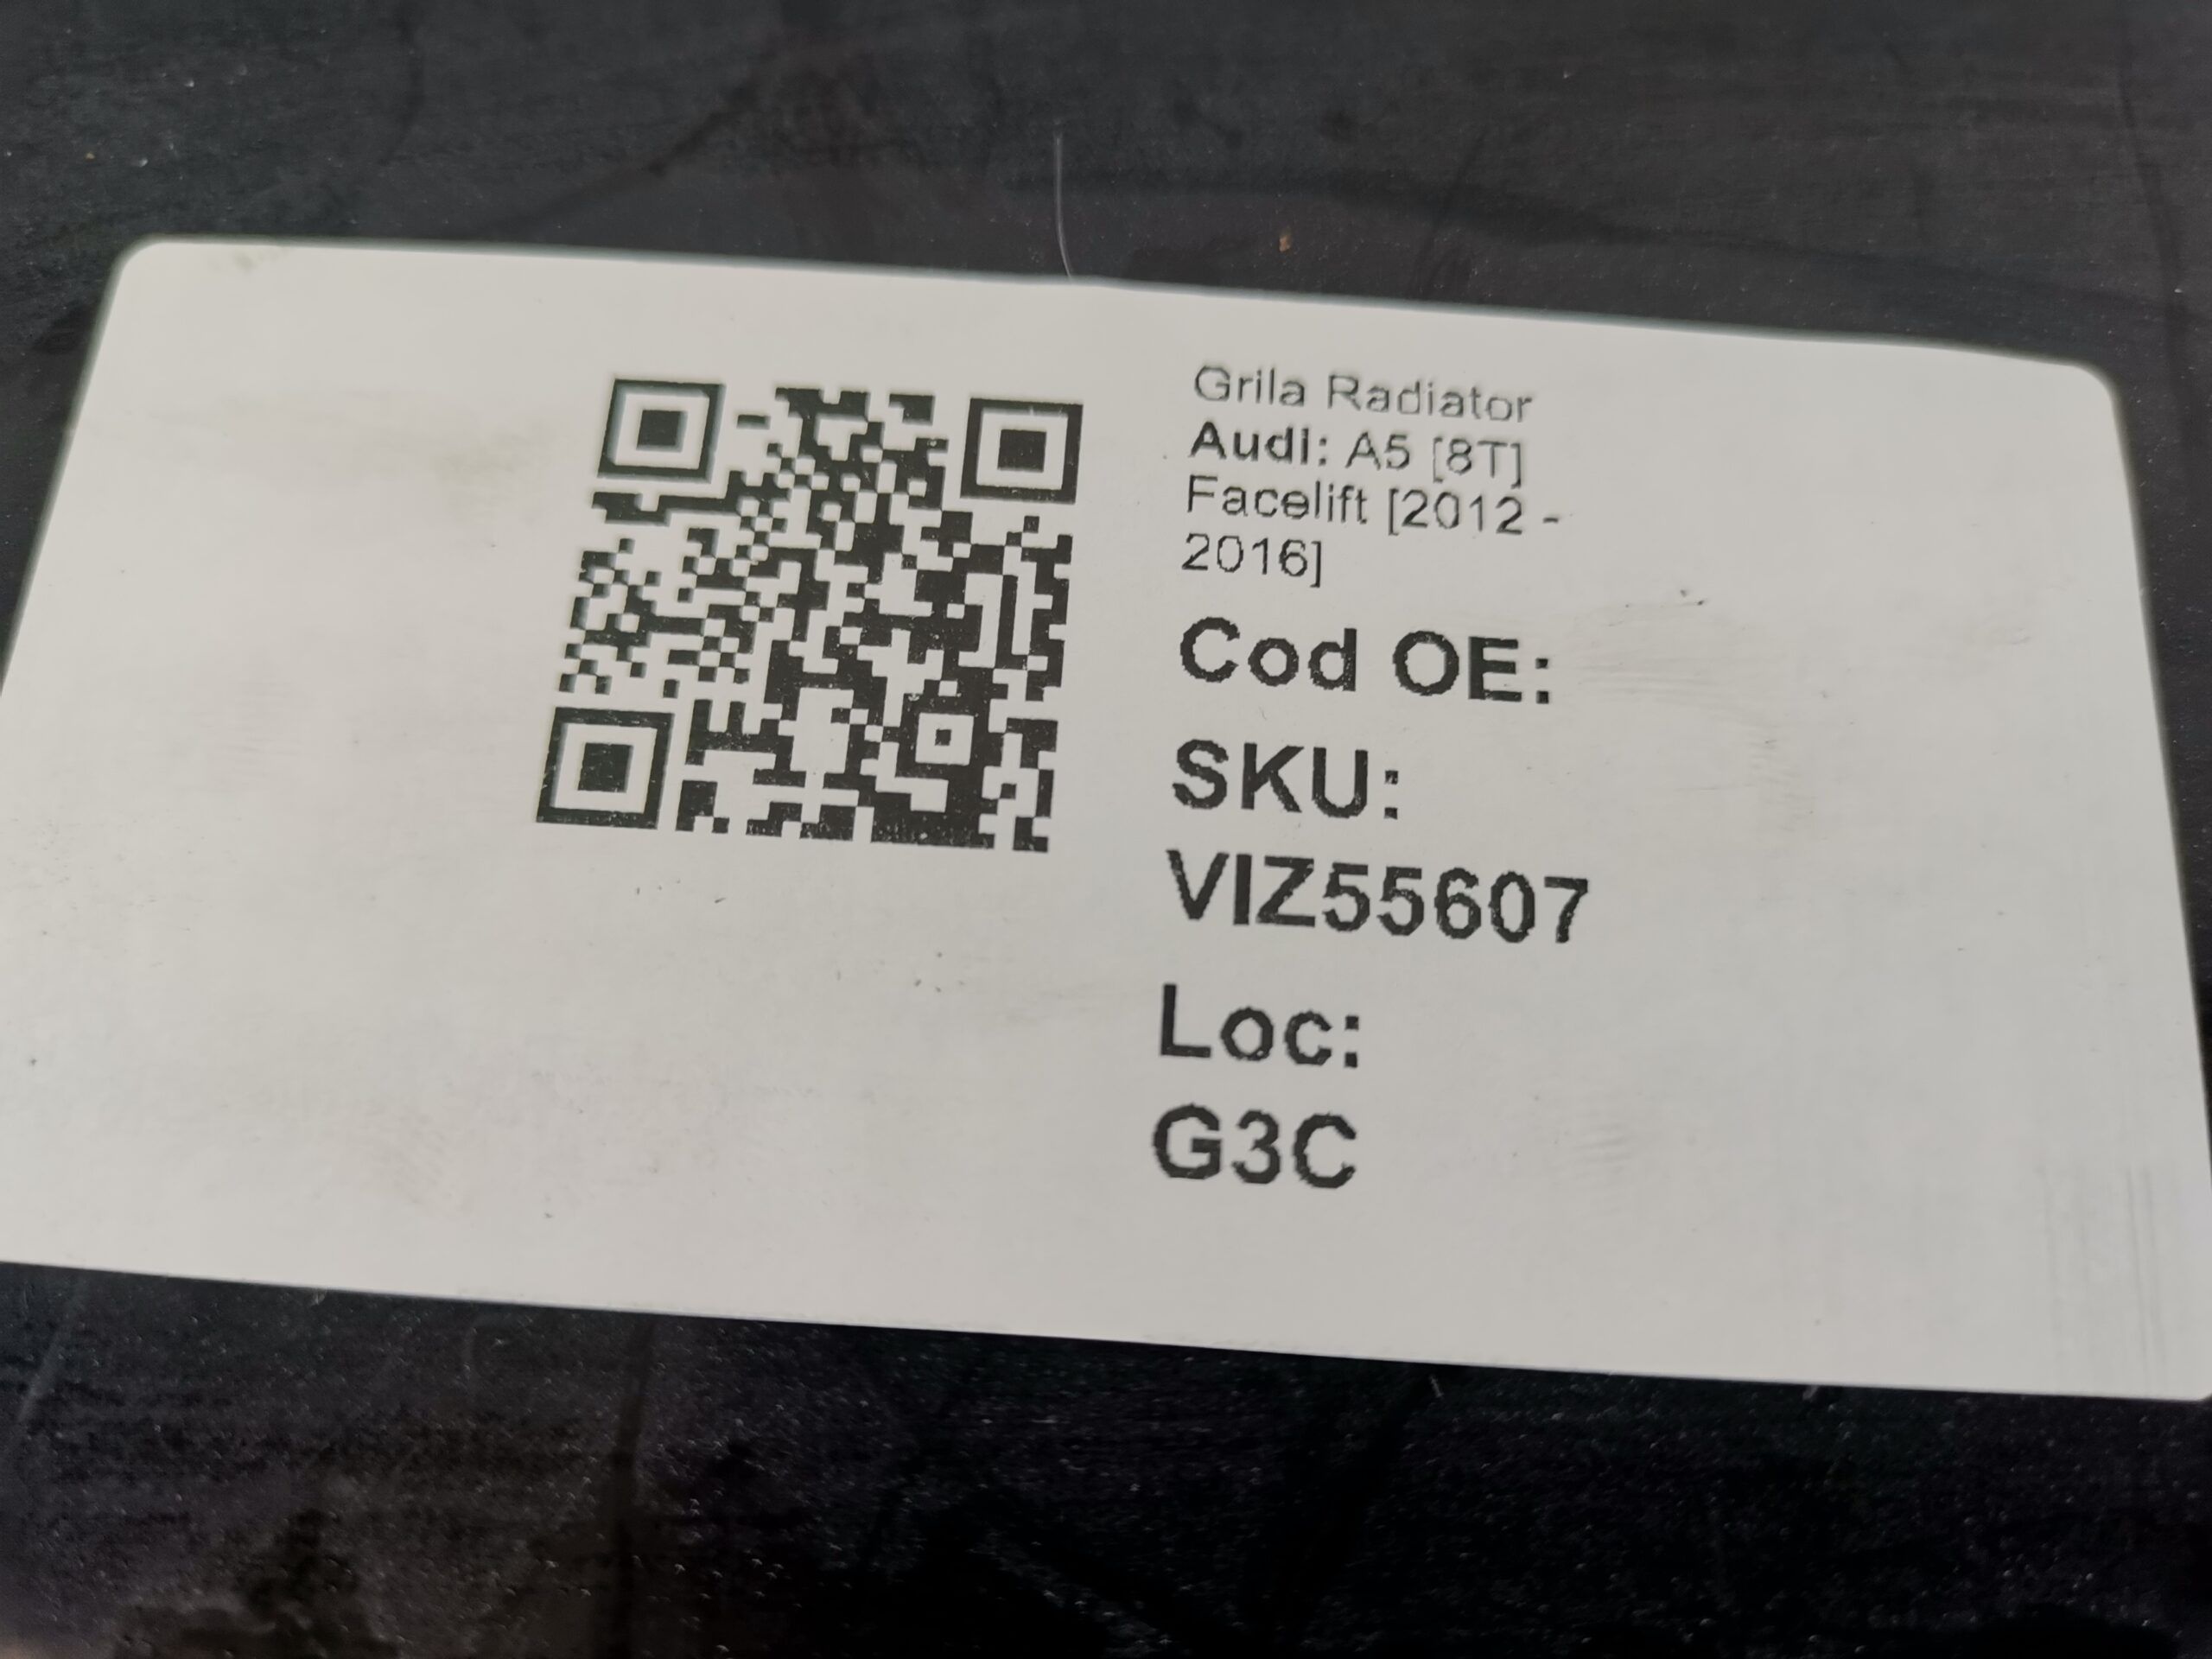 Grila Radiator
Audi: A5 [8T]
Facelift [2012 -
2016]
Cod OE:
SKU:
VIZ55607
Loc:
G3C